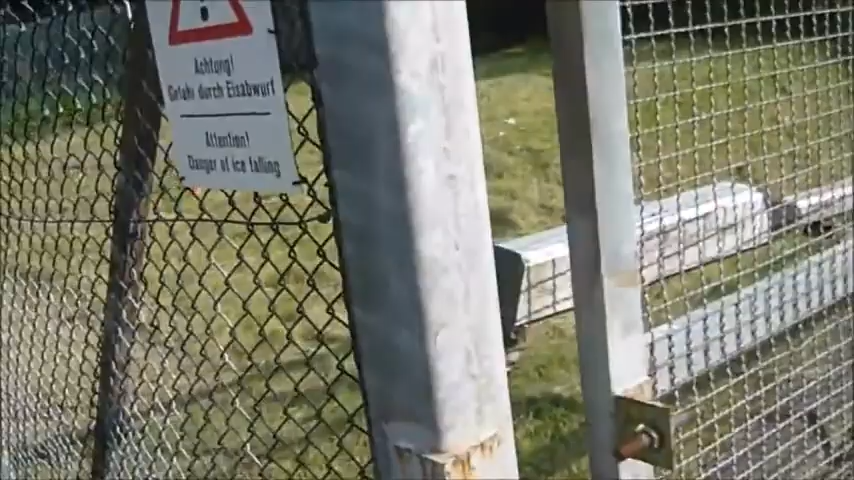 Achtung!
Gefahr durch Eisabwurf
Attention!
Danger of ice falling